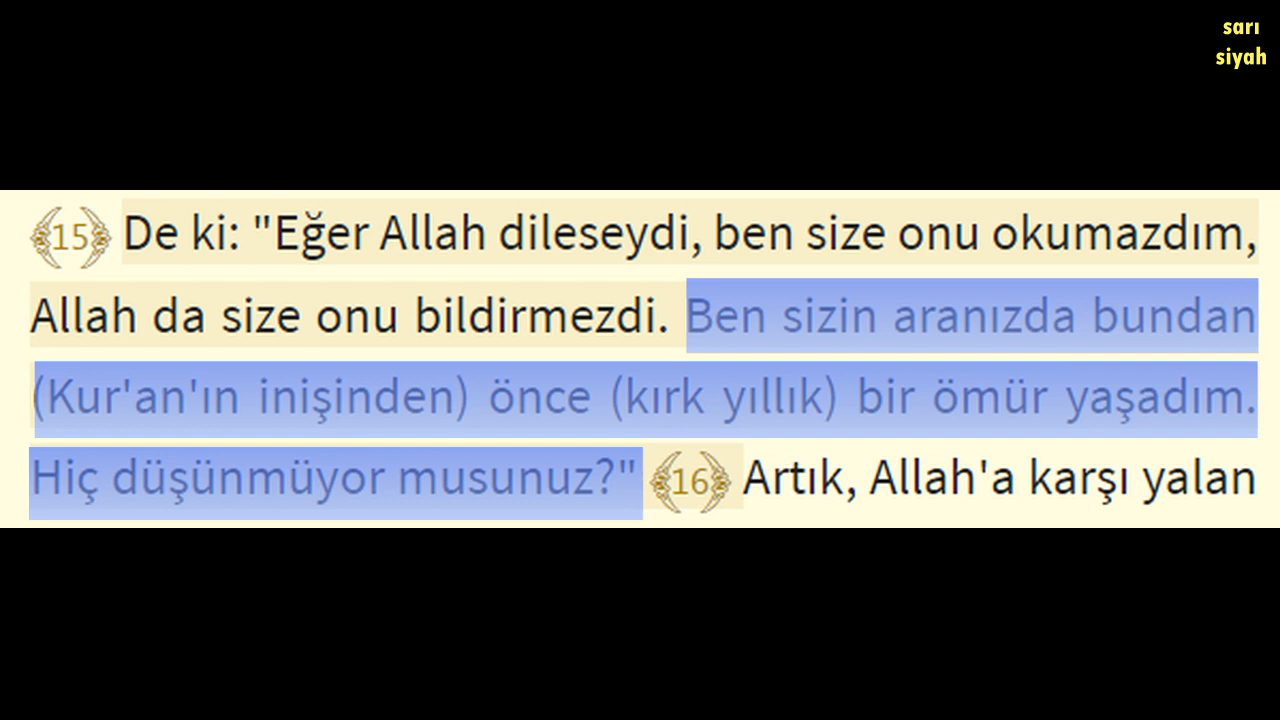 sarı
siyah
15 De ki: "Eğer Allah dileseydi, ben size onu okumazdım,
Allah da size onu bildirmezdi. Ben sizin aranızda bundan
(Kur'an'ın inişinden) önce (kırk yıllık) bir ömür yaşadım.
Hiç düşünmüyor musunuz?" 16 Artık, Allah'a karşı yalan